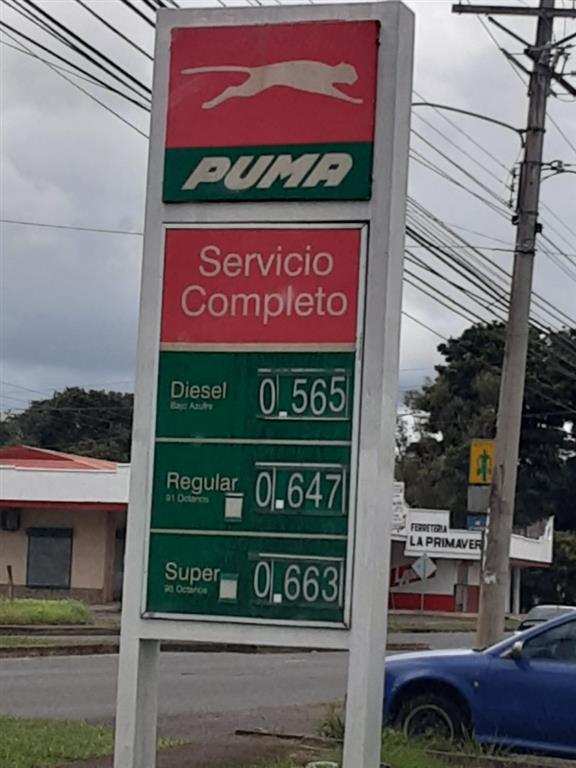 PUMA
Servicio
Completo
Diesel 0.565
Bajo Azufre
Regular 0.647
91 Octanos
Super 0.663
95 Octanos
FERRETERIA
LA PRIMAVER